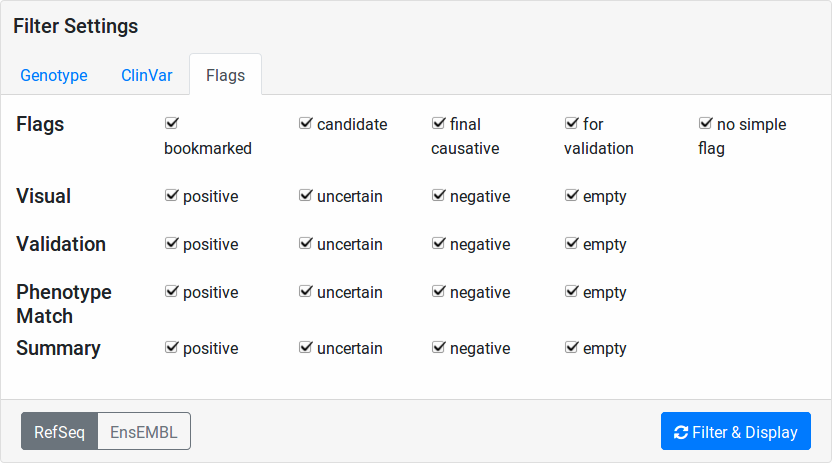 Filter Settings
Genotype ClinVar Flags
Flags bookmarked candidate final causative for validation no simple flag
Visual positive uncertain negative empty
Validation positive uncertain negative empty
Phenotype Match positive uncertain negative empty
Summary positive uncertain negative empty
RefSeq EnsEMBL Filter & Display